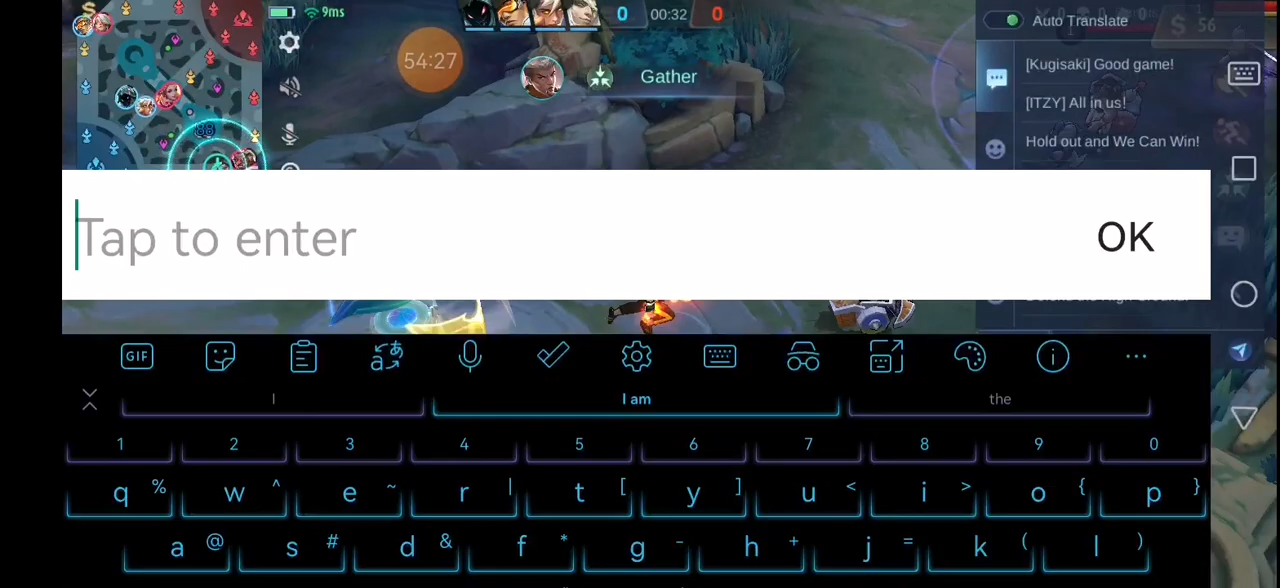 9ms
0 00:32 0
54:27
Gather
Auto Translate
$ 56
[Kugisaki] Good game!
[ITZY] All in us!
Hold out and We Can Win!
Tap to enter
OK
GIF
I
I am
the
1 2 3 4 5 6 7 8 9 0
q % w ^ e ~ r | t [ y ] u < i > o { p }
a @ s # d & f * g - h + j = k ( l )